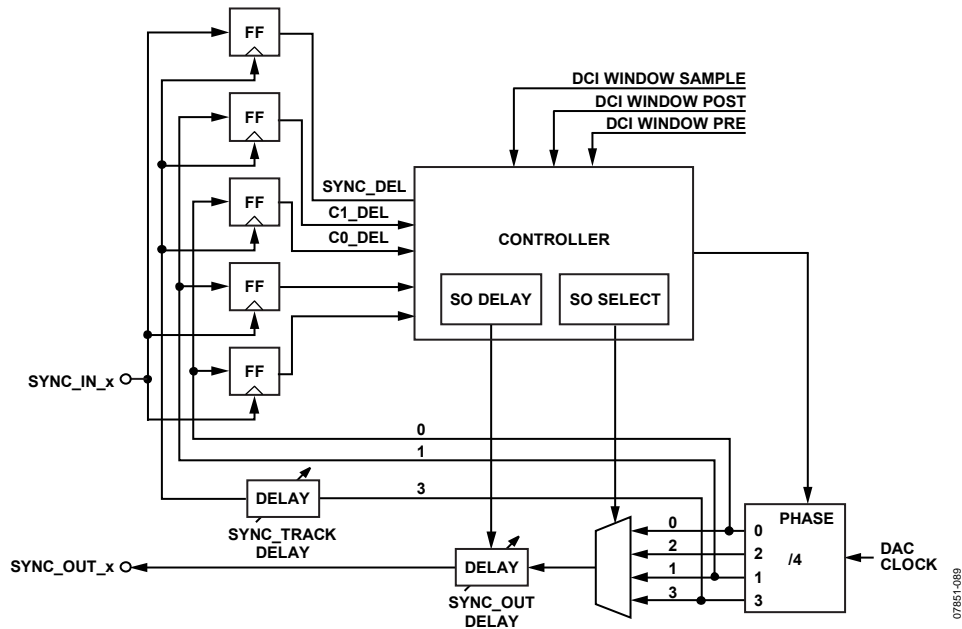 FF
DCI WINDOW SAMPLE
FF
DCI WINDOW POST
DCI WINDOW PRE
FF
SYNC_DEL
C1_DEL
C0_DEL
CONTROLLER
FF
SO DELAY
SO SELECT
FF
SYNC_IN_x
0
1
DELAY
3
SYNC_TRACK
DELAY
PHASE
0
0
2
2
/4
DAC
CLOCK
1
1
3
3
SYNC_OUT_x
DELAY
SYNC_OUT
DELAY
07851-089